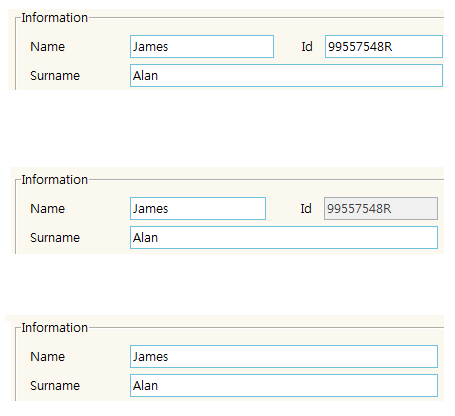 Information
Name James Id 99557548R
Surname Alan
Information
Name James Id 99557548R
Surname Alan
Information
Name James
Surname Alan